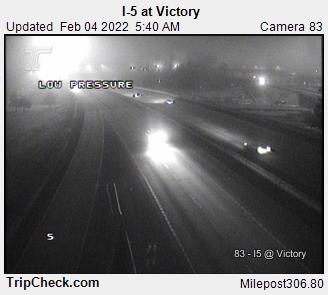 I-5 at Victory
Updated  Feb 04 2022  5:40 AM    Camera 83
LOW PRESSURE
S
83 - I5 @ Victory
TripCheck.com    Milepost306.80